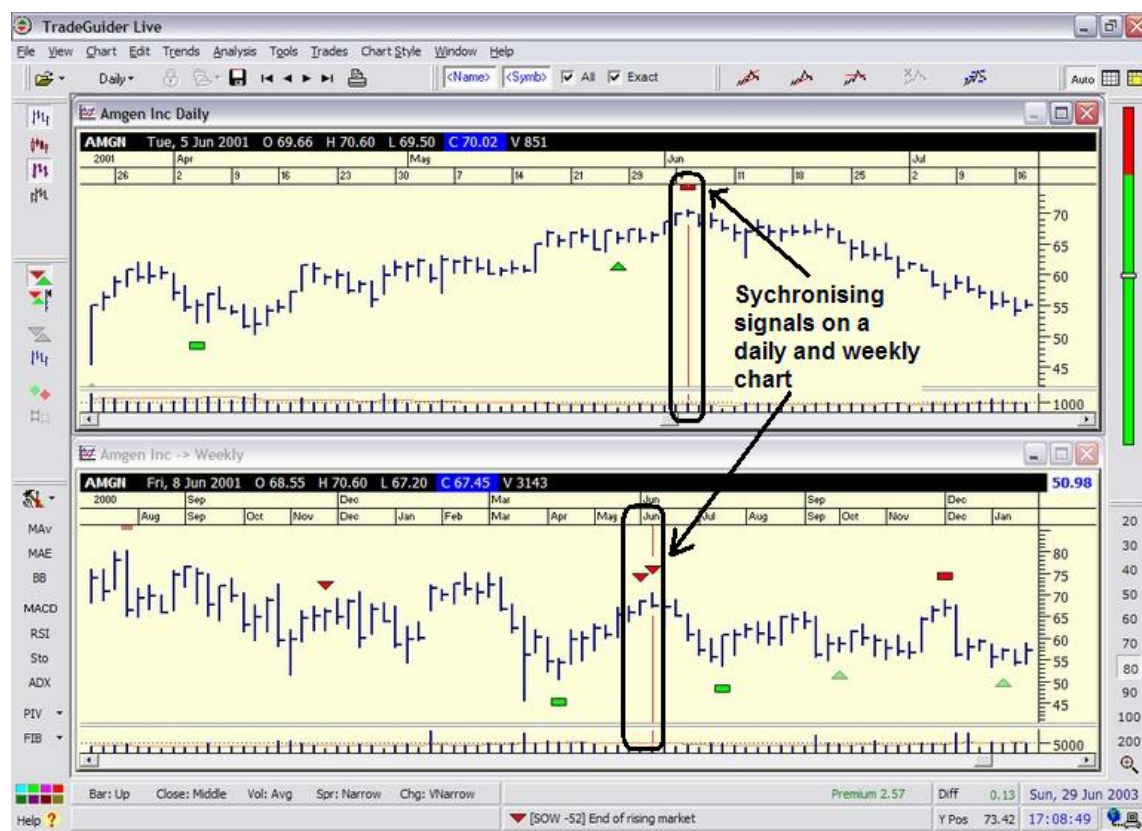 TradeGuider Live
File View Chart Edit Trends Analysis Tools Trades Chart Style Window Help
Daily <Name> <Symb> All Exact Auto
Amgen Inc Daily
AMGN Tue, 5 Jun 2001 O 69.66 H 70.60 L 69.50 C 70.02 V 851
2001 Apr May Jun Jul
26 2 9 16 23 30 7 14 21 29 11 18 25 2 9 16
70
65
60
55
50
45
1000
Sychronising
signals on a
daily and weekly
chart
Amgen Inc -> Weekly
AMGN Fri, 8 Jun 2001 O 68.55 H 70.60 L 67.20 C 67.45 V 3143 50.98
2000 Sep Dec Mar Jun Sep Dec
Aug Sep Oct Nov Dec Jan Feb Mar Apr May Jun Jul Aug Sep Oct Nov Dec Jan
80
75
70
65
60
55
50
45
5000
MAv
MAE
BB
MACD
RSI
Sto
ADX
PIV
FIB
20
30
40
50
60
70
80
90
100
200
Bar: Up Close: Middle Vol: Avg Spr: Narrow Chg: VNarrow Premium 2.57 Diff 0.13 Sun, 29 Jun 2003
Help ? [SOW -52] End of rising market Y Pos 73.42 17:08:49